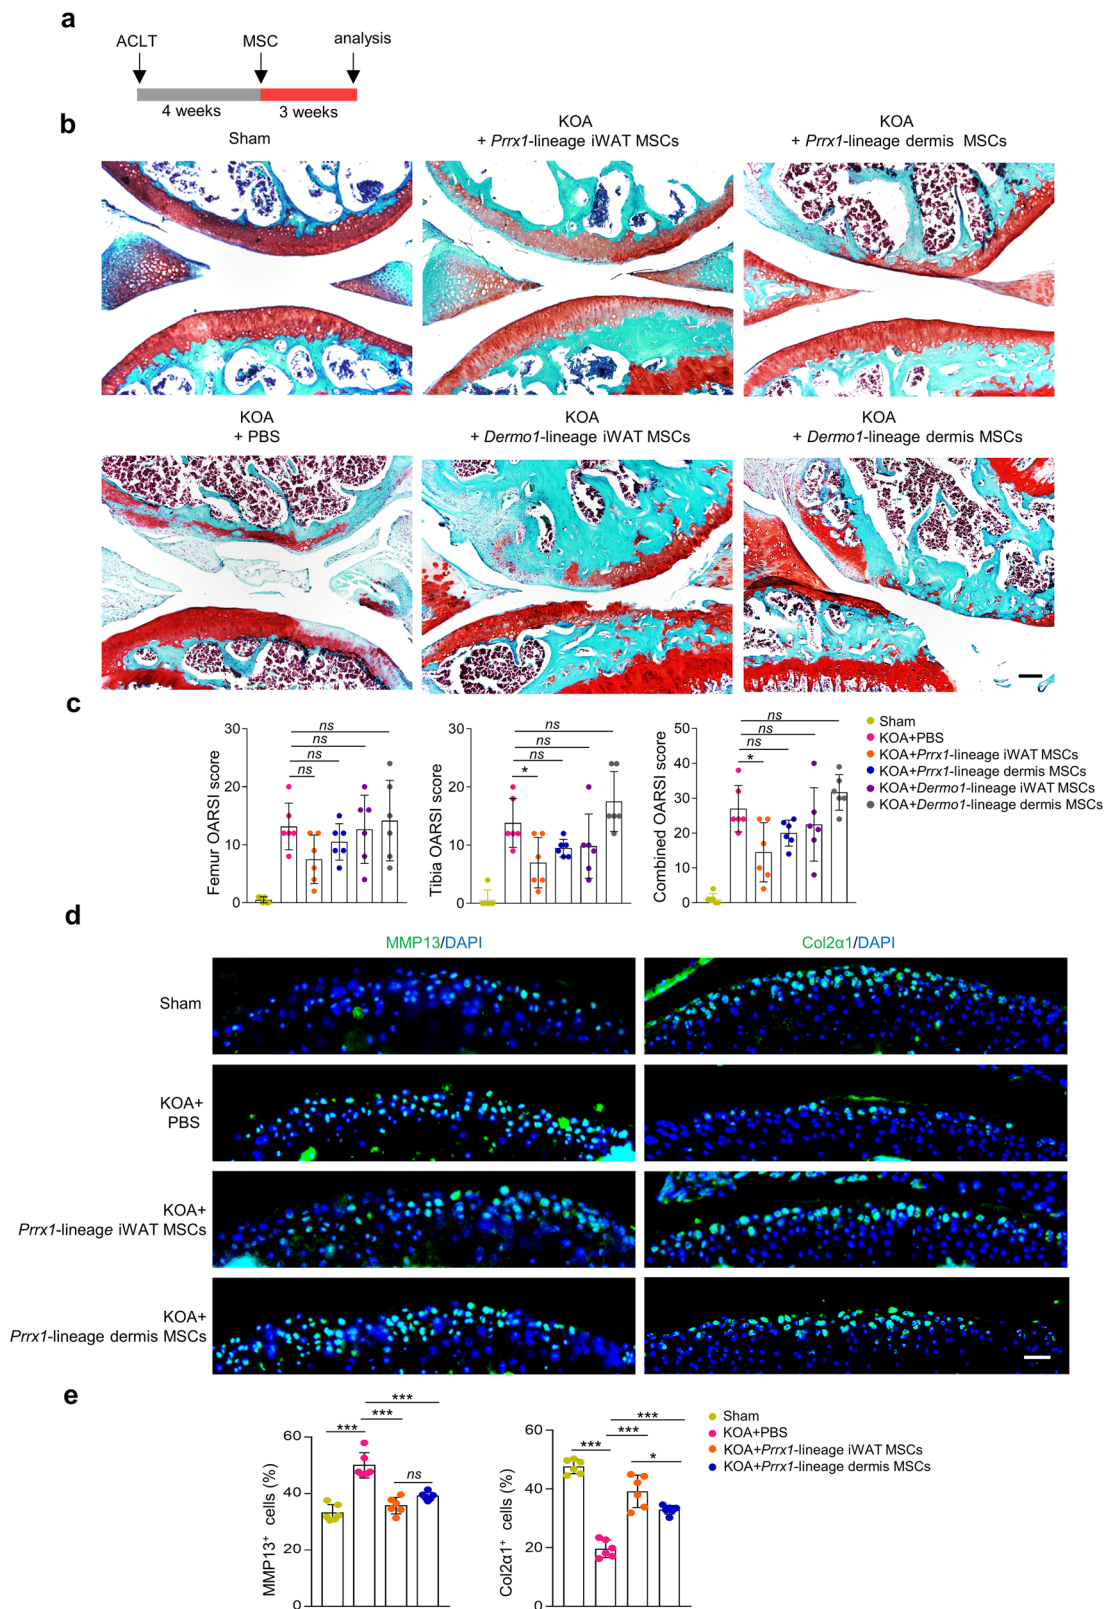 a
ACLT MSC analysis
4 weeks 3 weeks
b
Sham
KOA
+ Prrx1-lineage iWAT MSCs
KOA
+ Prrx1-lineage dermis MSCs
KOA
+ PBS
KOA
+ Dermo1-lineage iWAT MSCs
KOA
+ Dermo1-lineage dermis MSCs
c
Femur OARSI score
30
20
10
0
ns
ns
ns
ns
Tibia OARSI score
30
20
10
0
ns
ns
ns
*
Combined OARSI score
50
40
30
20
10
0
ns
ns
ns
*
Sham
KOA+PBS
KOA+Prrx1-lineage iWAT MSCs
KOA+Prrx1-lineage dermis MSCs
KOA+Dermo1-lineage iWAT MSCs
KOA+Dermo1-lineage dermis MSCs
d
MMP13/DAPI Col2α1/DAPI
Sham
KOA+
PBS
KOA+
Prrx1-lineage iWAT MSCs
KOA+
Prrx1-lineage dermis MSCs
e
MMP13+ cells (%)
60
40
20
0
***
***
***
ns
Col2α1+ cells (%)
60
40
20
0
***
***
***
*
Sham
KOA+PBS
KOA+Prrx1-lineage iWAT MSCs
KOA+Prrx1-lineage dermis MSCs